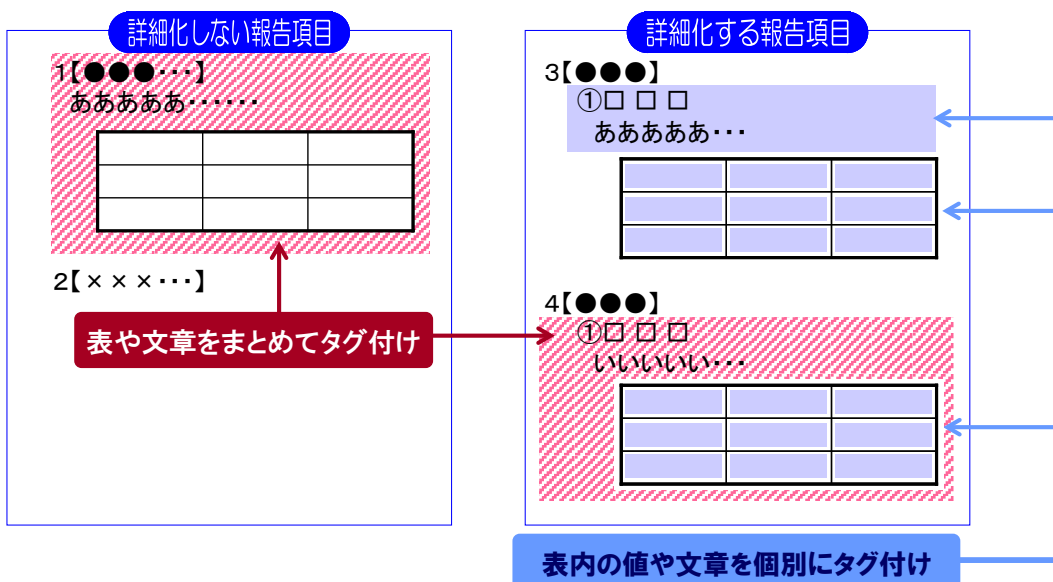 詳細化しない報告項目
1【●●●･･･】
あああああ･･････
2【×××･･･】
表や文章をまとめてタグ付け
詳細化する報告項目
3【●●●】
①□ □ □
あああああ･･･
4【●●●】
①□ □ □
いいいいい･･･
表内の値や文章を個別にタグ付け